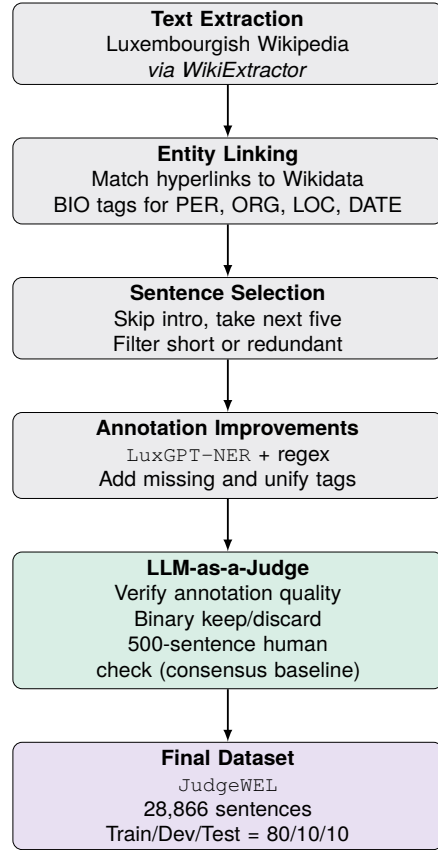 Text Extraction
Luxembourgish Wikipedia
via WikiExtractor
Entity Linking
Match hyperlinks to Wikidata
BIO tags for PER, ORG, LOC, DATE
Sentence Selection
Skip intro, take next five
Filter short or redundant
Annotation Improvements
LuxGPT-NER + regex
Add missing and unify tags
LLM-as-a-Judge
Verify annotation quality
Binary keep/discard
500-sentence human
check (consensus baseline)
Final Dataset
JudgeWEL
28,866 sentences
Train/Dev/Test = 80/10/10